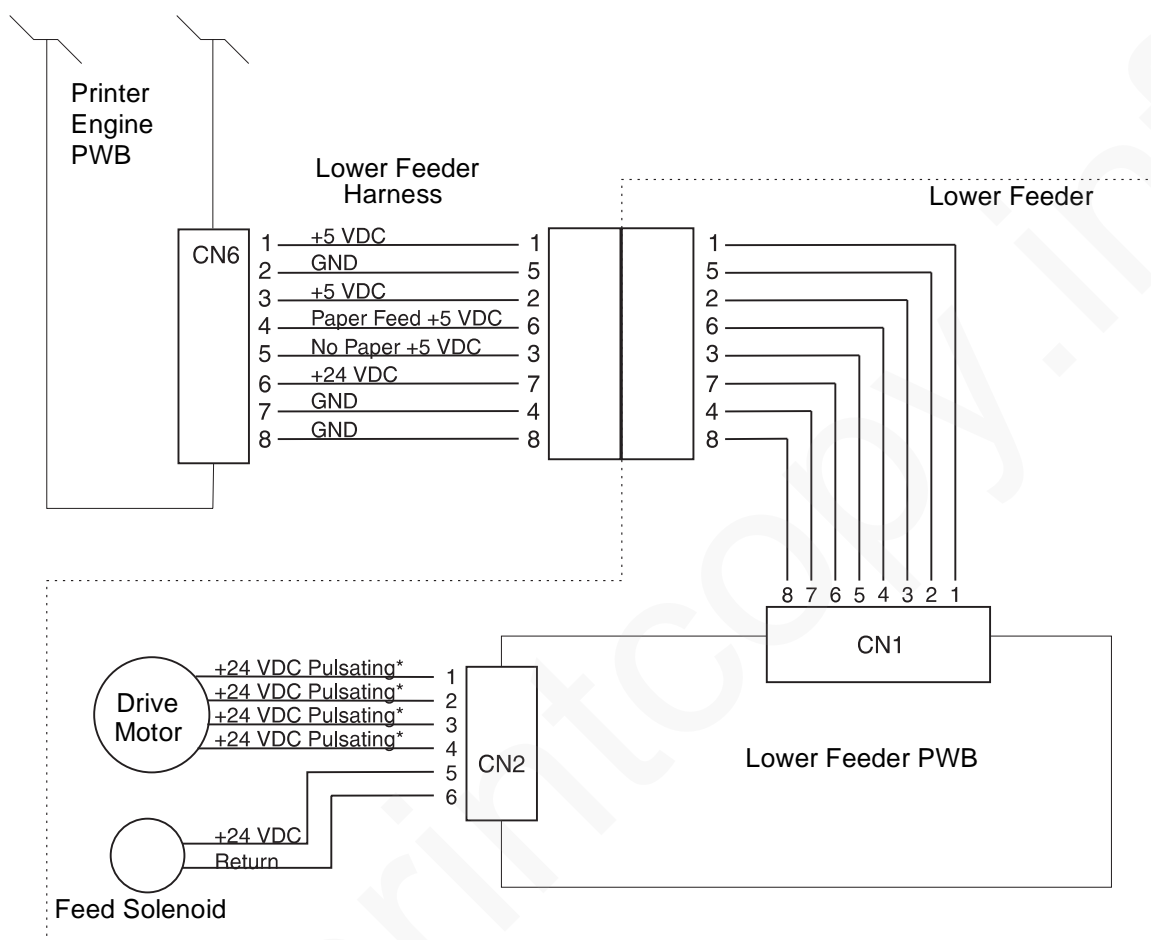 Printer
Engine
PWB
Lower Feeder
Harness
Lower Feeder
CN6
1 +5 VDC 1
2 GND 5
3 +5 VDC 2
4 Paper Feed +5 VDC 6
5 No Paper +5 VDC 3
6 +24 VDC 7
7 GND 4
8 GND 8
1
5
2
6
3
7
4
8
8 7 6 5 4 3 2 1
CN1
Drive
Motor
+24 VDC Pulsating* 1
+24 VDC Pulsating* 2
+24 VDC Pulsating* 3
+24 VDC Pulsating* 4
5
6
CN2
Lower Feeder PWB
+24 VDC
Return
Feed Solenoid